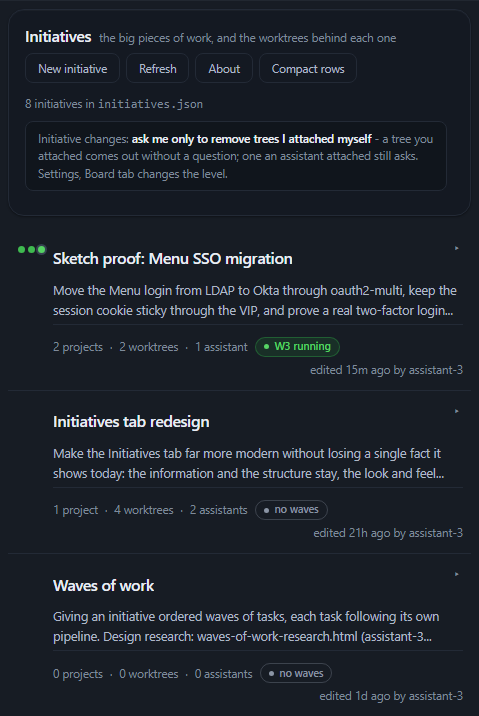 Initiatives the big pieces of work, and the worktrees behind each one
New initiative Refresh About Compact rows
8 initiatives in initiatives.json
Initiative changes: ask me only to remove trees I attached myself - a tree you
attached comes out without a question; one an assistant attached still asks.
Settings, Board tab changes the level.
Sketch proof: Menu SSO migration
Move the Menu login from LDAP to Okta through oauth2-multi, keep the
session cookie sticky through the VIP, and prove a real two-factor login...
2 projects · 2 worktrees · 1 assistant W3 running
edited 15m ago by assistant-3
Initiatives tab redesign
Make the Initiatives tab far more modern without losing a single fact it
shows today: the information and the structure stay, the look and feel...
1 project · 4 worktrees · 2 assistants no waves
edited 21h ago by assistant-3
Waves of work
Giving an initiative ordered waves of tasks, each task following its own
pipeline. Design research: waves-of-work-research.html (assistant-3...
0 projects · 0 worktrees · 0 assistants no waves
edited 1d ago by assistant-3